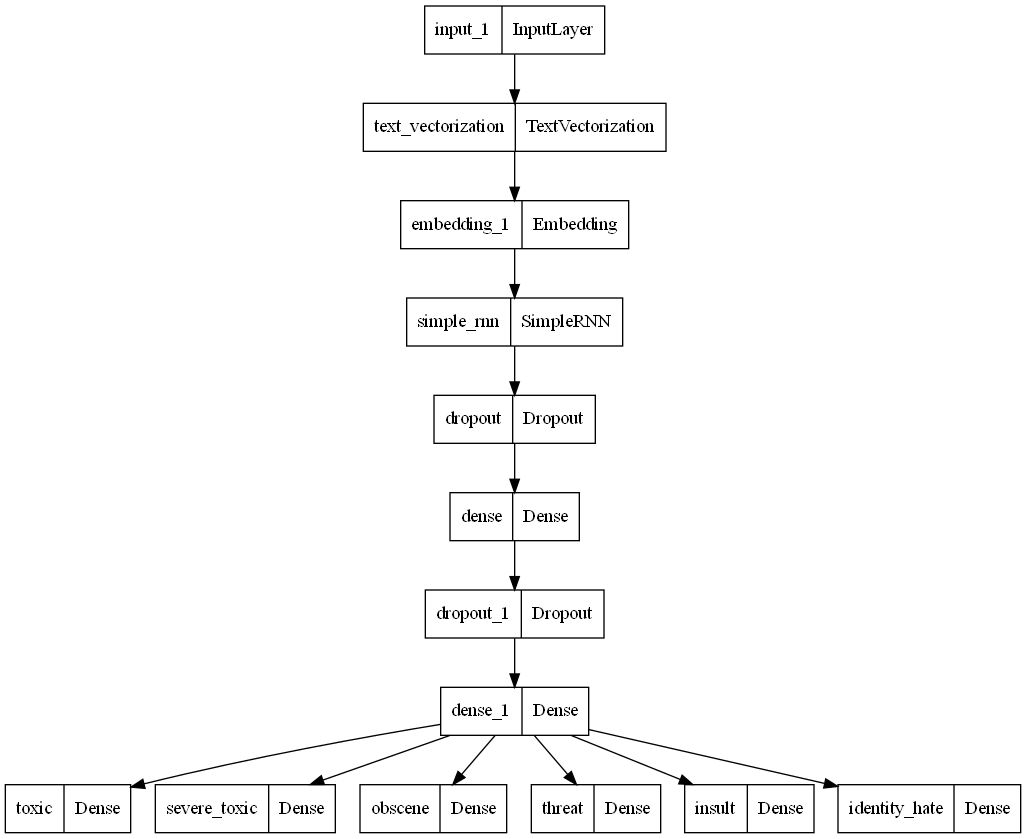 input_1 InputLayer
text_vectorization TextVectorization
embedding_1 Embedding
simple_rnn SimpleRNN
dropout Dropout
dense Dense
dropout_1 Dropout
dense_1 Dense
toxic Dense severe_toxic Dense obscene Dense threat Dense insult Dense identity_hate Dense